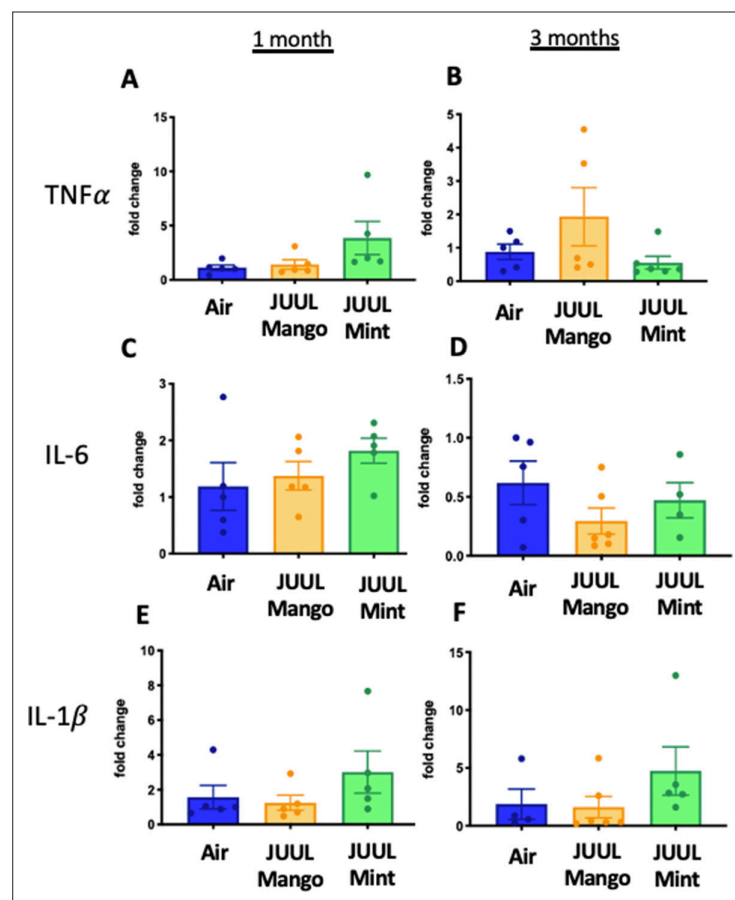 1 month 3 months
A B
TNFα
fold change
15
10
5
0
Air JUUL Mango JUUL Mint
fold change
5
4
3
2
1
0
Air JUUL Mango JUUL Mint
C D
IL-6
fold change
3
2
1
0
Air JUUL Mango JUUL Mint
fold change
1.5
1.0
0.5
0.0
Air JUUL Mango JUUL Mint
E F
IL-1β
fold change
10
8
6
4
2
0
Air JUUL Mango JUUL Mint
fold change
15
10
5
0
Air JUUL Mango JUUL Mint